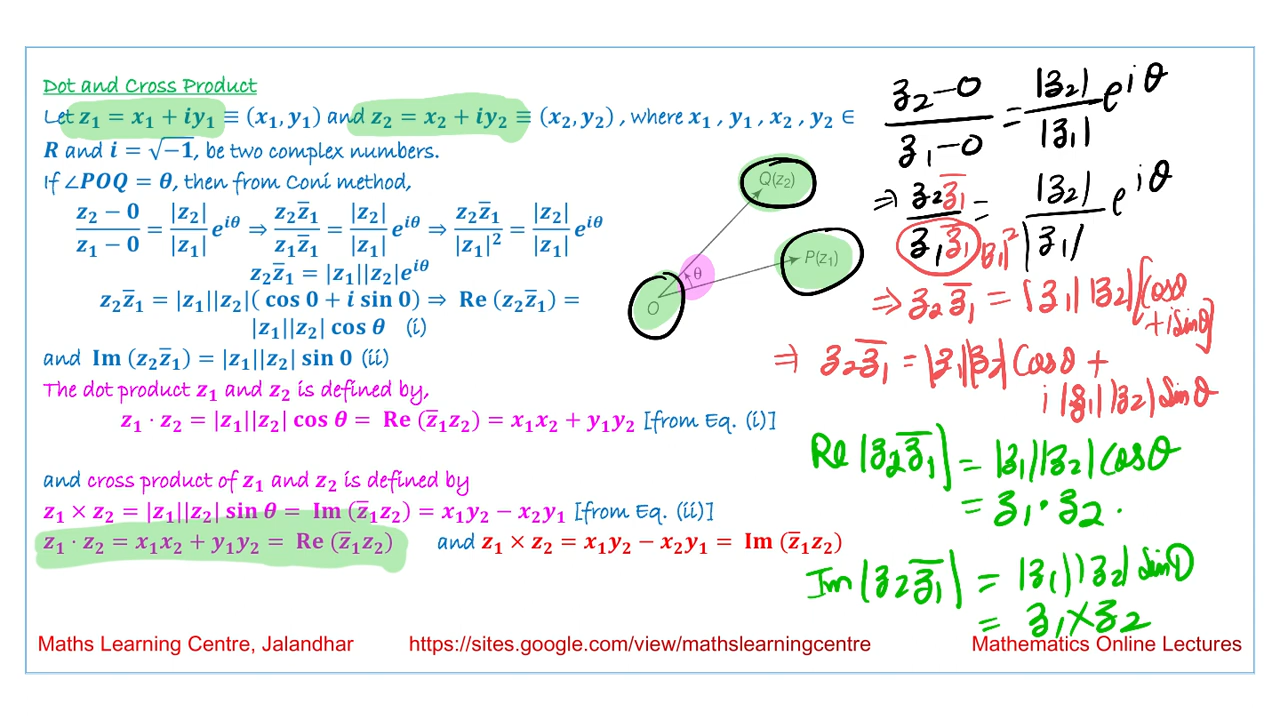 Dot and Cross Product
Let z₁ = x₁ + iy₁ ≡ (x₁, y₁) and z₂ = x₂ + iy₂ ≡ (x₂, y₂) , where x₁ , y₁ , x₂ , y₂ ∈
R and i = √−1, be two complex numbers.
If ∠POQ = θ, then from Coni method,
(z₂ − 0)/(z₁ − 0) = |z₂|/|z₁| e^{iθ} ⇒ (z₂z̅₁)/(z₁z̅₁) = |z₂|/|z₁| e^{iθ} ⇒ (z₂z̅₁)/|z₁|² = |z₂|/|z₁| e^{iθ}
z₂z̅₁ = |z₁||z₂|e^{iθ}
z₂z̅₁ = |z₁||z₂|( cos 0 + i sin 0) ⇒ Re (z₂z̅₁) =
|z₁||z₂| cos θ (i)
and Im (z₂z̅₁) = |z₁||z₂| sin 0 (ii)
The dot product z₁ and z₂ is defined by,
z₁ · z₂ = |z₁||z₂| cos θ = Re (z̅₁z₂) = x₁x₂ + y₁y₂ [from Eq. (i)]
and cross product of z₁ and z₂ is defined by
z₁ × z₂ = |z₁||z₂| sin θ = Im (z̅₁z₂) = x₁y₂ − x₂y₁ [from Eq. (ii)]
z₁ · z₂ = x₁x₂ + y₁y₂ = Re (z̅₁z₂) and z₁ × z₂ = x₁y₂ − x₂y₁ = Im (z̅₁z₂)
Q(z₂)
P(z₁)
θ
O
(z₂−0)/(z₁−0) = |z₂|/|z₁| e^{iθ}
⇒ (z₂z̅₁)/(z₁z̅₁) = |z₂|/|z₁| e^{iθ}
|z₁|²
⇒ z₂z̅₁ = |z₁||z₂|[cosθ
+isinθ]
⇒ z₂z̅₁ = |z₁||z₂|cosθ +
i|z₁||z₂|sinθ
Re|z₂z̅₁| = |z₁||z₂|cosθ
= z₁·z₂.
Im|z₂z̅₁| = |z₁||z₂|sinθ
= z₁×z₂
Maths Learning Centre, Jalandhar
https://sites.google.com/view/mathslearningcentre
Mathematics Online Lectures